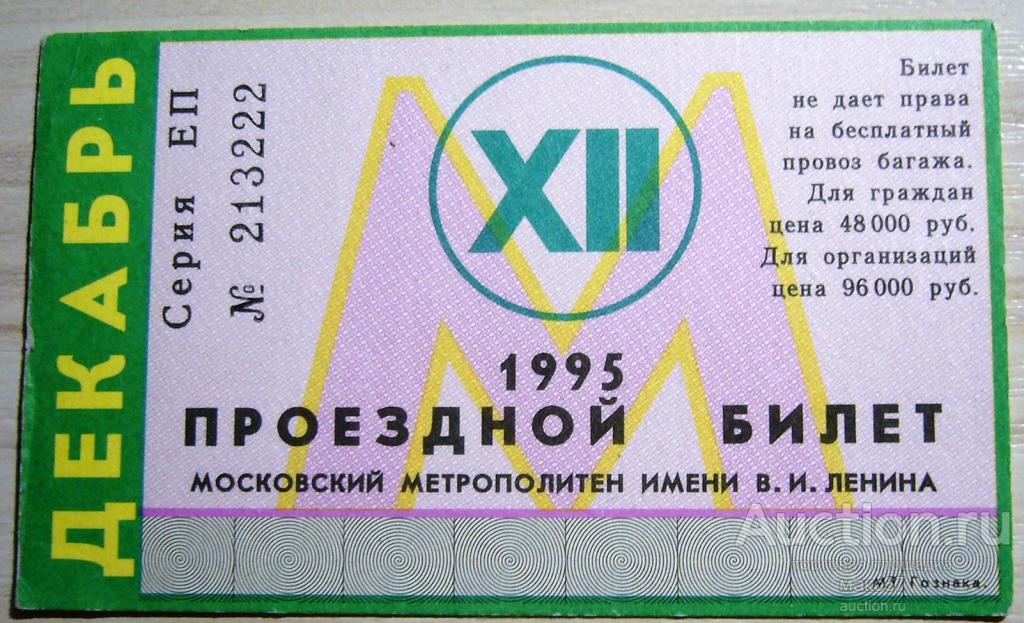 ДЕКАБРЬ
Серия ЕП
№ 213222
XII
Билет
не дает права
на бесплатный
провоз багажа.
Для граждан
цена 48 000 руб.
Для организаций
цена 96 000 руб.
1995
ПРОЕЗДНОЙ БИЛЕТ
МОСКОВСКИЙ МЕТРОПОЛИТЕН ИМЕНИ В. И. ЛЕНИНА
Auction.ru
МТ Гознака.
auction.ru